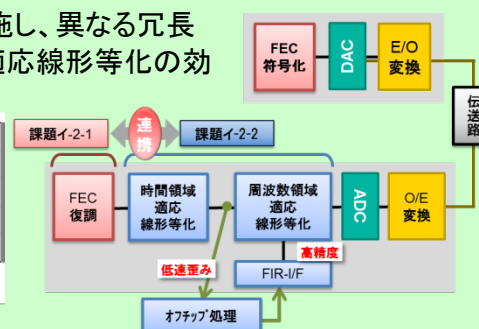 施し、異なる冗長
適応線形等化の効
FEC
符号化
DAC
E/O
変換
伝送路
課題イ-2-1
連携
課題イ-2-2
FEC
復調
時間領域
適応
線形等化
周波数領域
適応
線形等化
ADC
O/E
変換
低速歪み
高精度
FIR-I/F
オフチップ処理